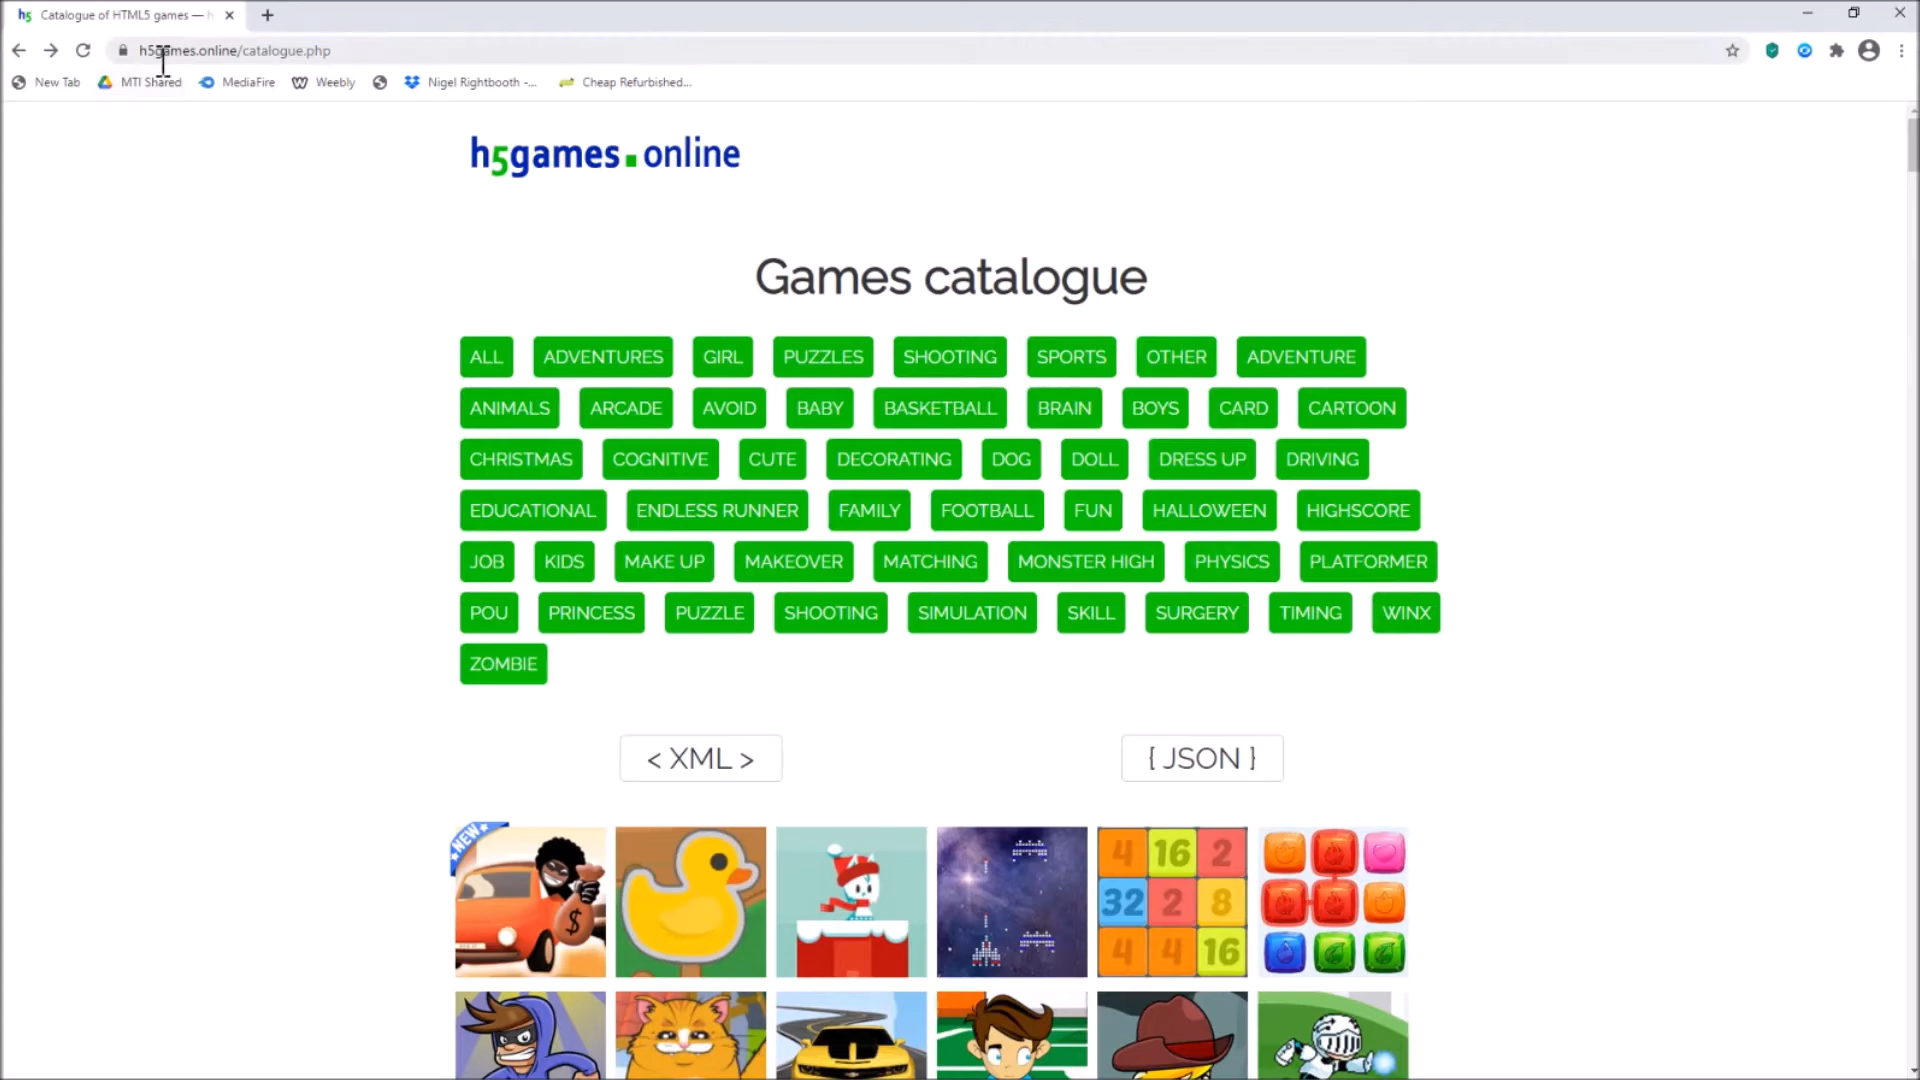 h5 Catalogue of HTML5 games — h
h5games.online/catalogue.php
New Tab MTI Shared MediaFire Weebly Nigel Rightbooth -... Cheap Refurbished...
h5games.online
Games catalogue
ALL ADVENTURES GIRL PUZZLES SHOOTING SPORTS OTHER ADVENTURE
ANIMALS ARCADE AVOID BABY BASKETBALL BRAIN BOYS CARD CARTOON
CHRISTMAS COGNITIVE CUTE DECORATING DOG DOLL DRESS UP DRIVING
EDUCATIONAL ENDLESS RUNNER FAMILY FOOTBALL FUN HALLOWEEN HIGHSCORE
JOB KIDS MAKE UP MAKEOVER MATCHING MONSTER HIGH PHYSICS PLATFORMER
POU PRINCESS PUZZLE SHOOTING SIMULATION SKILL SURGERY TIMING WINX
ZOMBIE
< XML > { JSON }
NEW
$
4 16 2
32 2 8
4 4 16